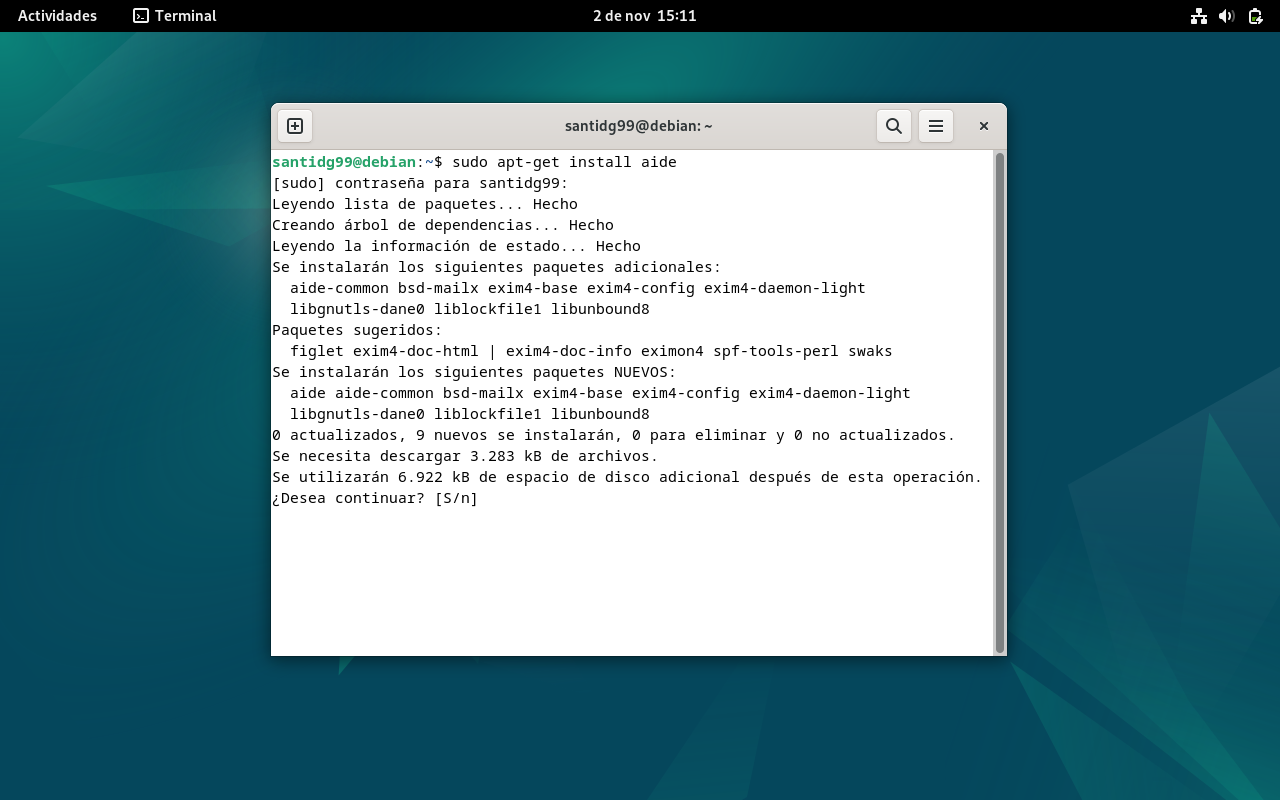 Actividades
Terminal
2 de nov 15:11
santidg99@debian: ~
santidg99@debian:~$ sudo apt-get install aide
[sudo] contraseña para santidg99:
Leyendo lista de paquetes... Hecho
Creando árbol de dependencias... Hecho
Leyendo la información de estado... Hecho
Se instalarán los siguientes paquetes adicionales:
  aide-common bsd-mailx exim4-base exim4-config exim4-daemon-light
  libgnutls-dane0 liblockfile1 libunbound8
Paquetes sugeridos:
  figlet exim4-doc-html | exim4-doc-info eximon4 spf-tools-perl swaks
Se instalarán los siguientes paquetes NUEVOS:
  aide aide-common bsd-mailx exim4-base exim4-config exim4-daemon-light
  libgnutls-dane0 liblockfile1 libunbound8
0 actualizados, 9 nuevos se instalarán, 0 para eliminar y 0 no actualizados.
Se necesita descargar 3.283 kB de archivos.
Se utilizarán 6.922 kB de espacio de disco adicional después de esta operación.
¿Desea continuar? [S/n]